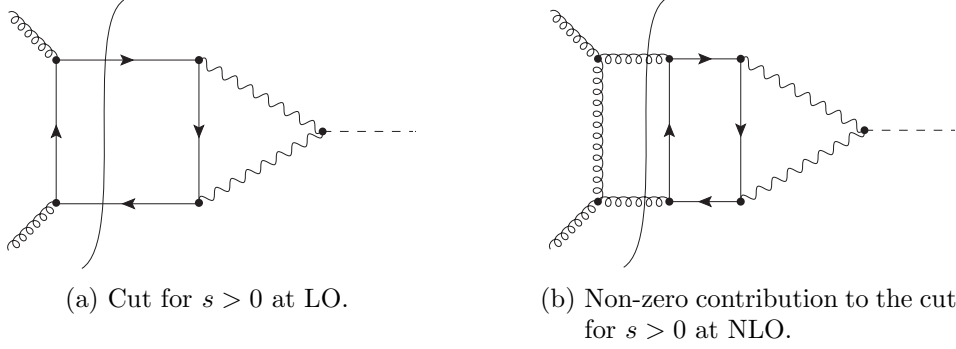 (a) Cut for s > 0 at LO.
(b) Non-zero contribution to the cut
for s > 0 at NLO.